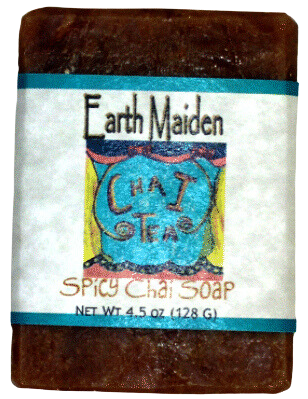 Earth Maiden
CHAI
TEA
SPicy Chai SoaP
NET WT 4.5 oz (128 G)